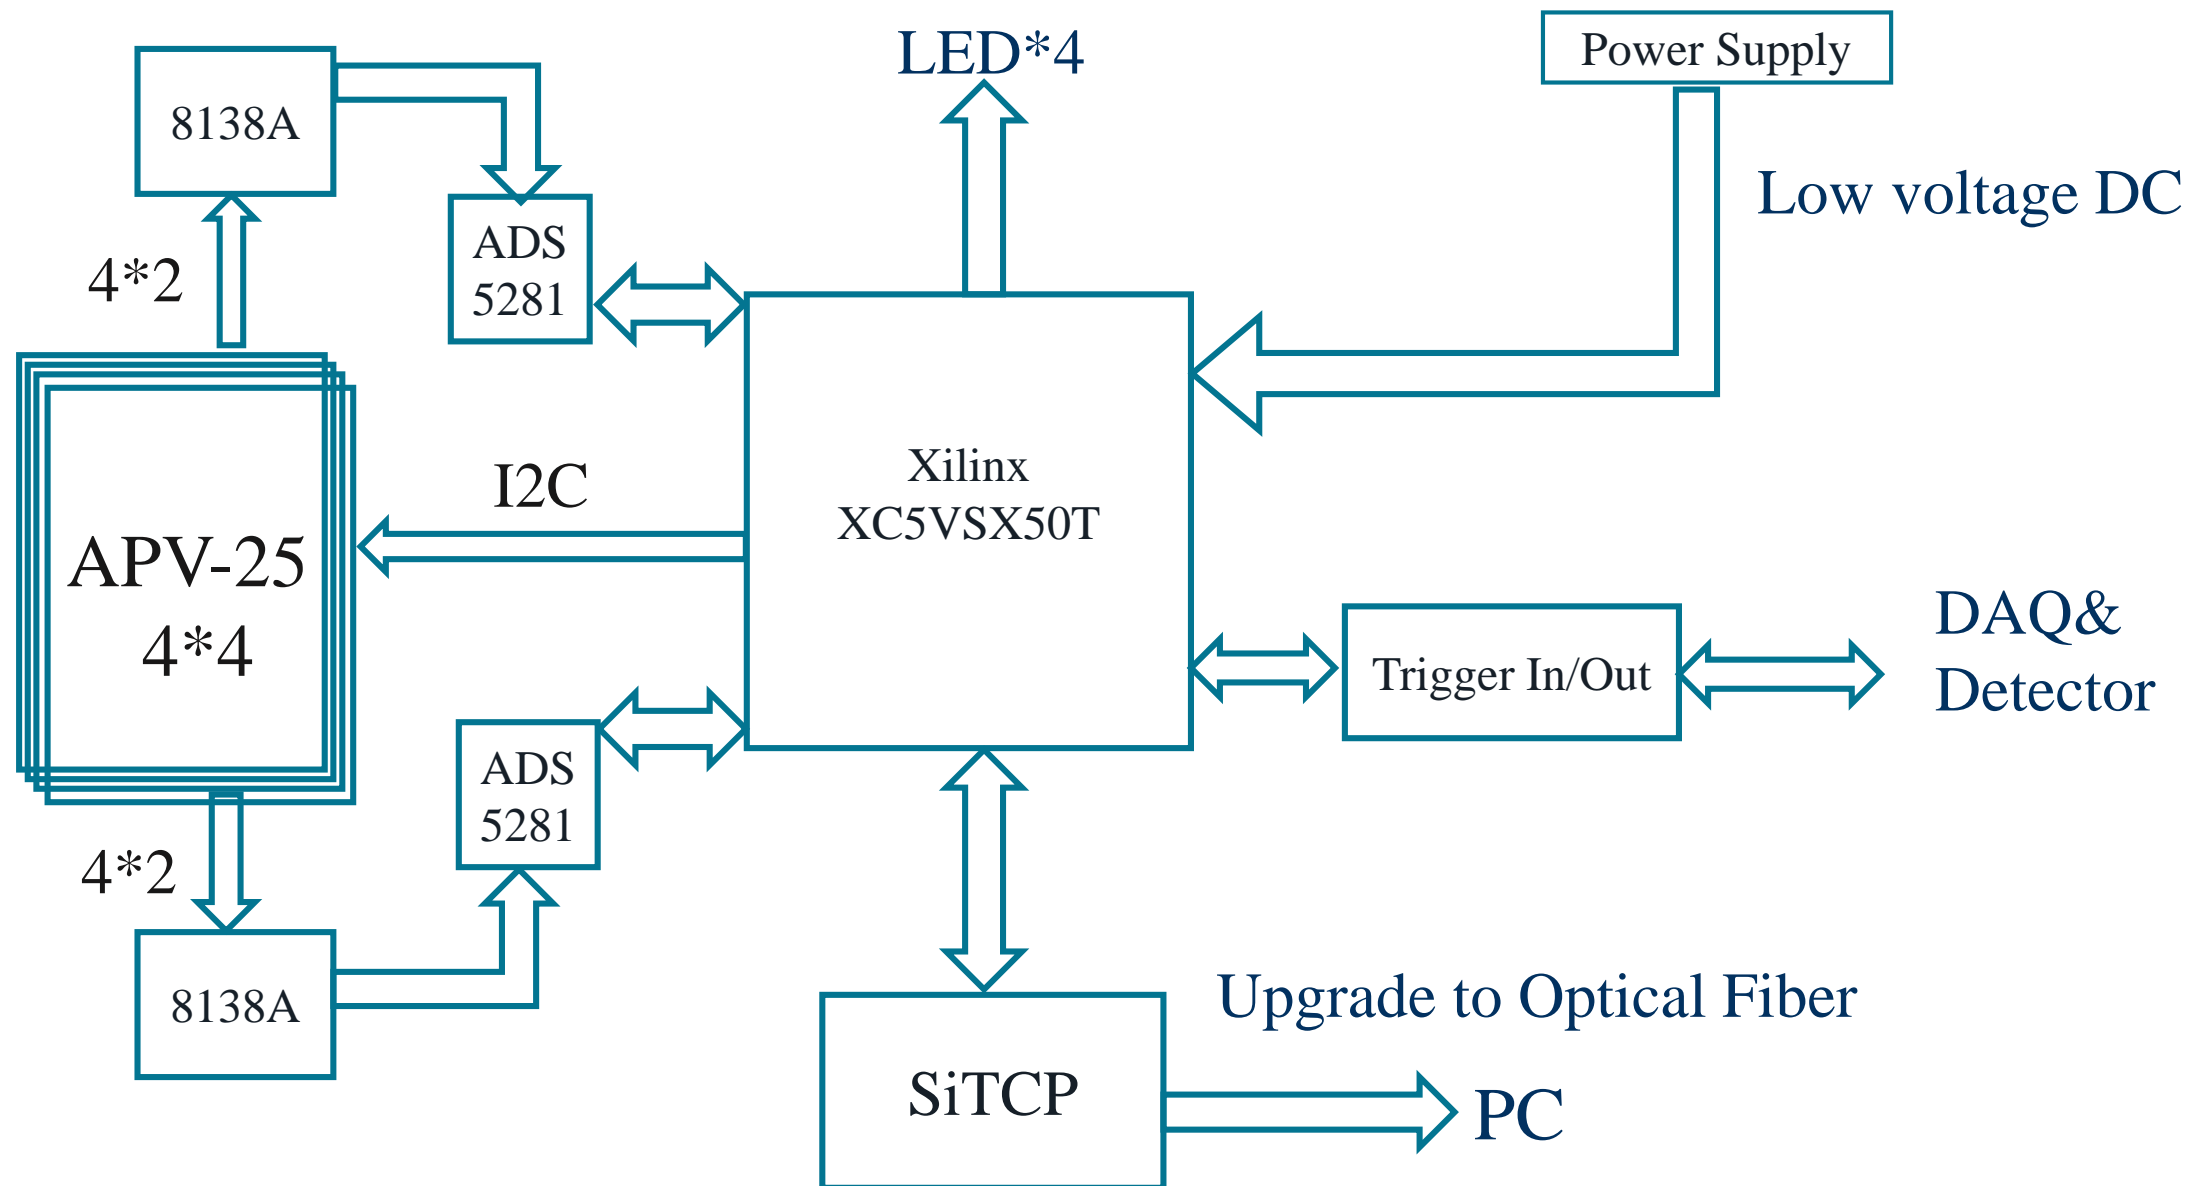 LED*4
Power Supply
8138A
Low voltage DC
ADS
5281
4*2
I2C
Xilinx
XC5VSX50T
APV-25
4*4
DAQ&
Detector
Trigger In/Out
ADS
5281
4*2
8138A
Upgrade to Optical Fiber
SiTCP
PC